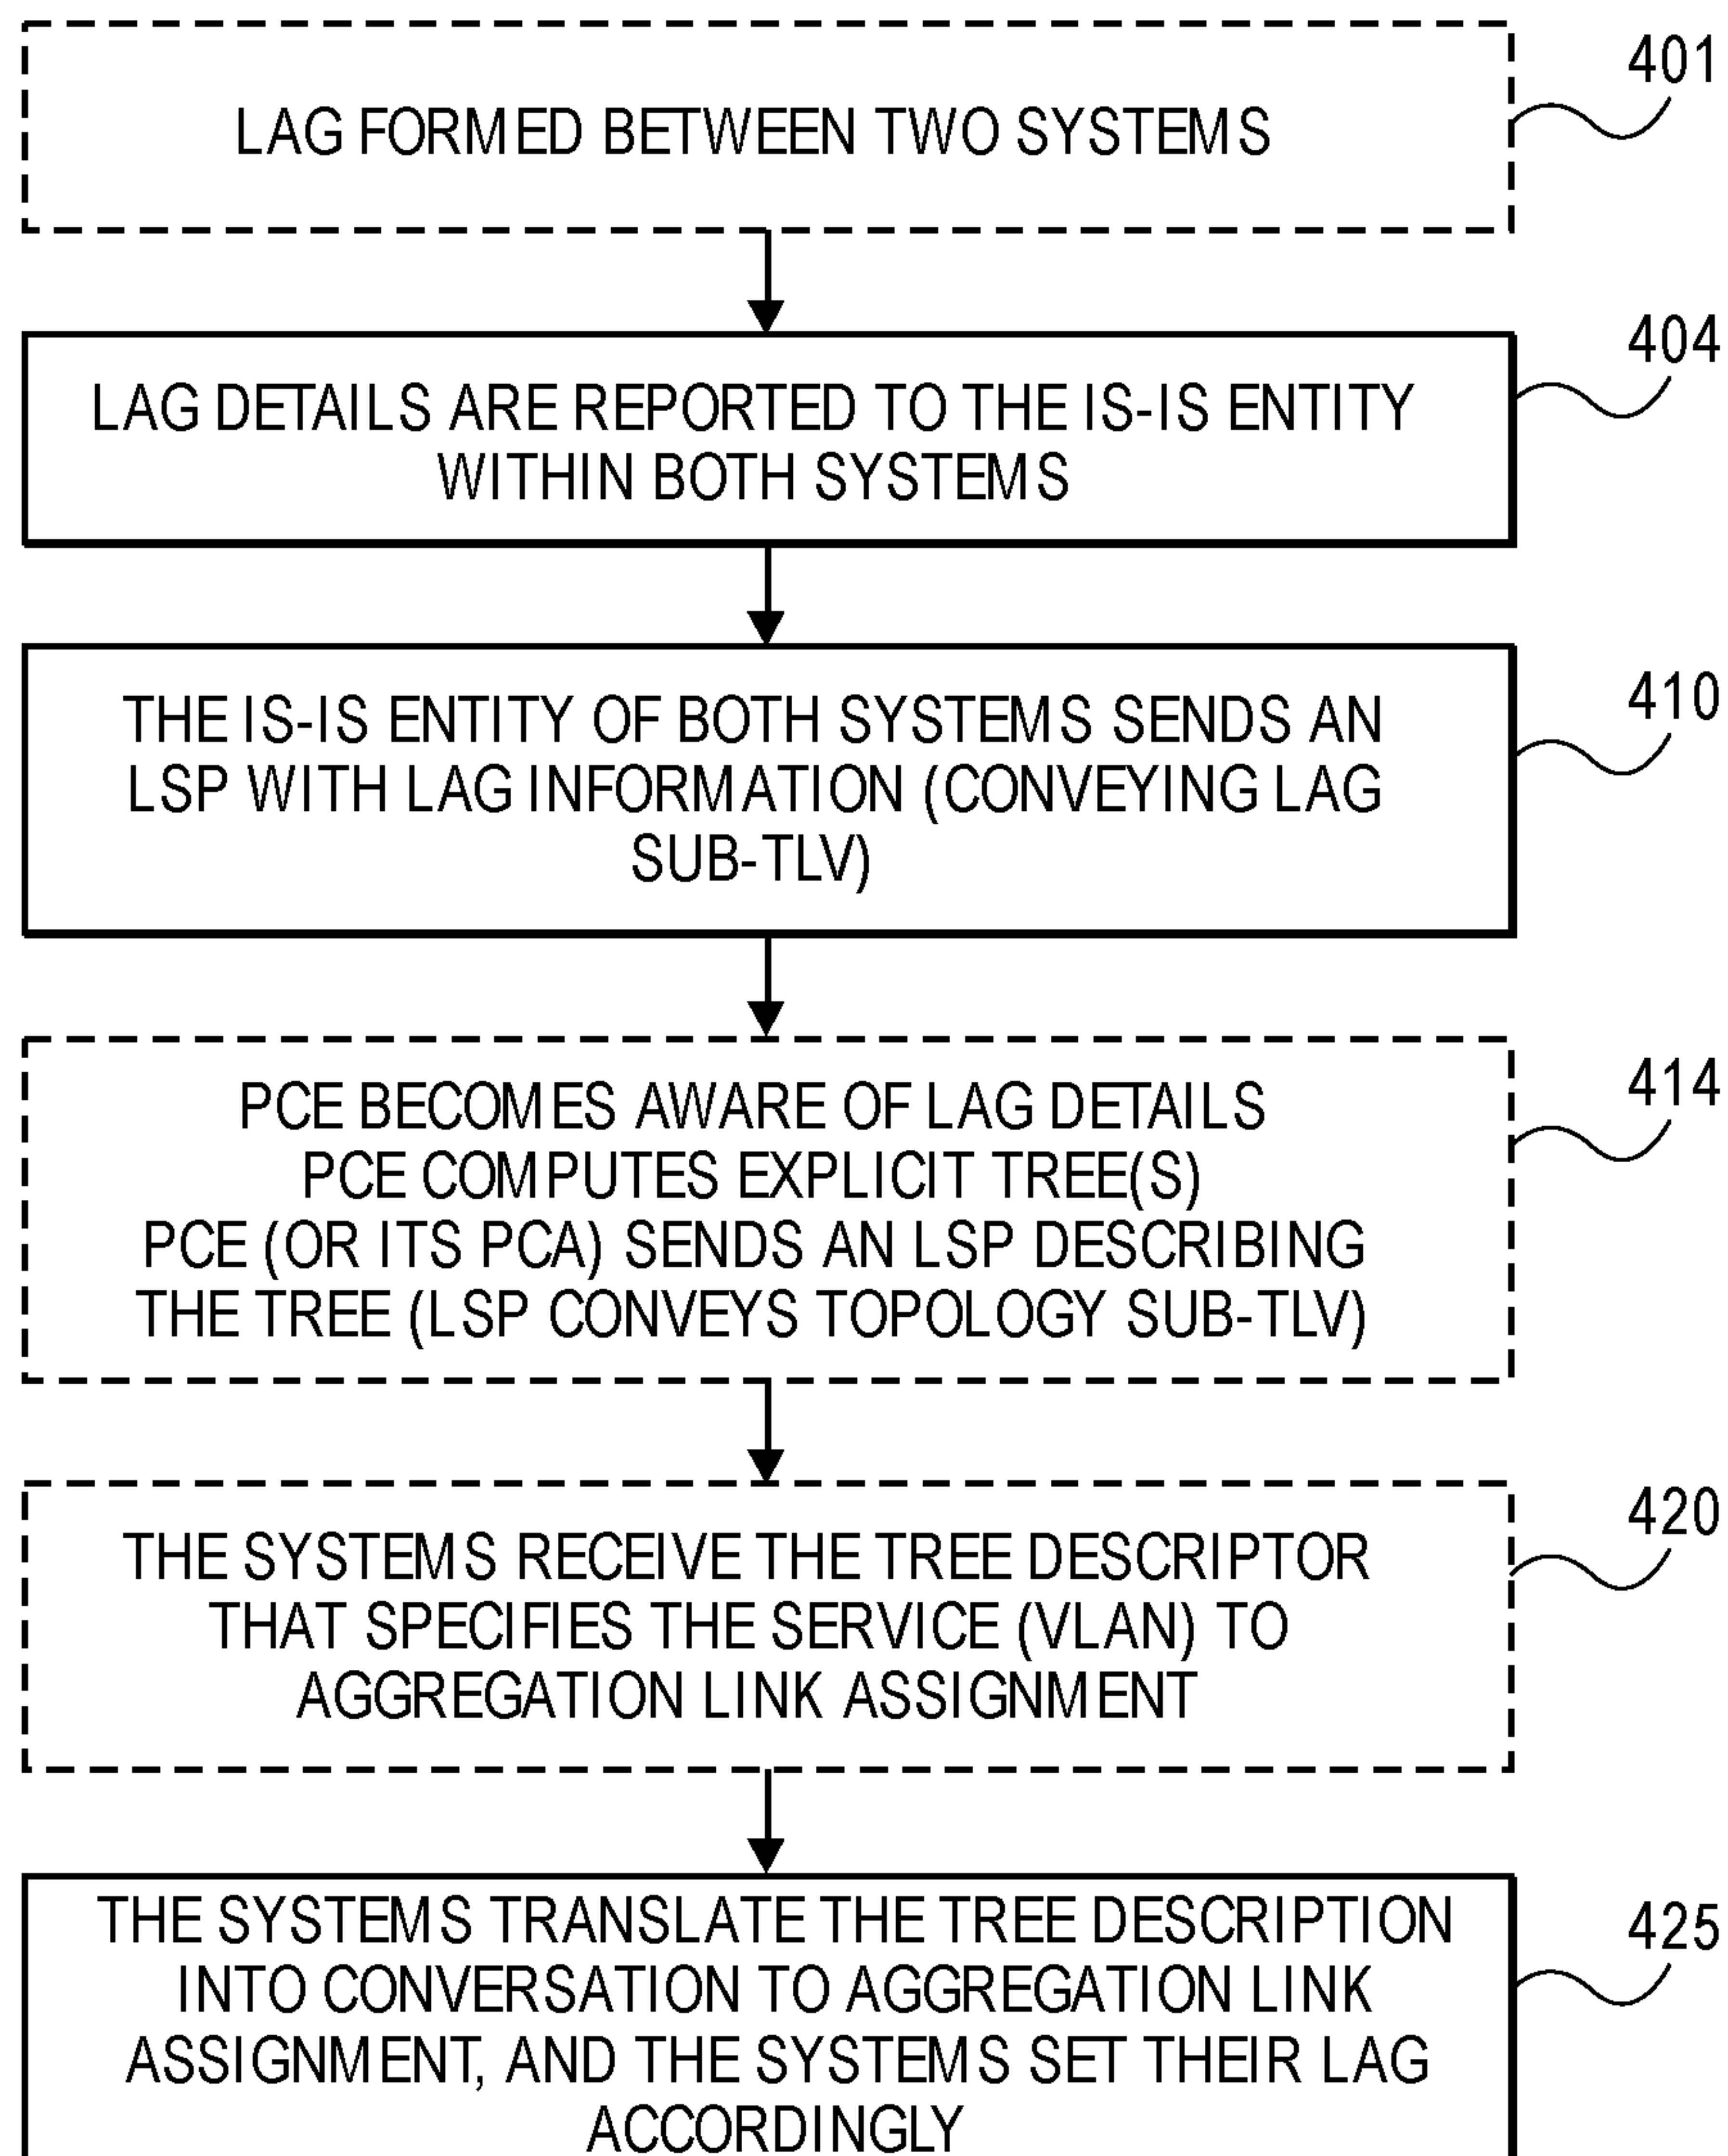 LAG FORMED BETWEEN TWO SYSTEMS
401
LAG DETAILS ARE REPORTED TO THE IS-IS ENTITY
WITHIN BOTH SYSTEMS
404
THE IS-IS ENTITY OF BOTH SYSTEMS SENDS AN
LSP WITH LAG INFORMATION (CONVEYING LAG
SUB-TLV)
410
PCE BECOMES AWARE OF LAG DETAILS
PCE COMPUTES EXPLICIT TREE(S)
PCE (OR ITS PCA) SENDS AN LSP DESCRIBING
THE TREE (LSP CONVEYS TOPOLOGY SUB-TLV)
414
THE SYSTEMS RECEIVE THE TREE DESCRIPTOR
THAT SPECIFIES THE SERVICE (VLAN) TO
AGGREGATION LINK ASSIGNMENT
420
THE SYSTEMS TRANSLATE THE TREE DESCRIPTION
INTO CONVERSATION TO AGGREGATION LINK
ASSIGNMENT, AND THE SYSTEMS SET THEIR LAG
ACCORDINGLY
425